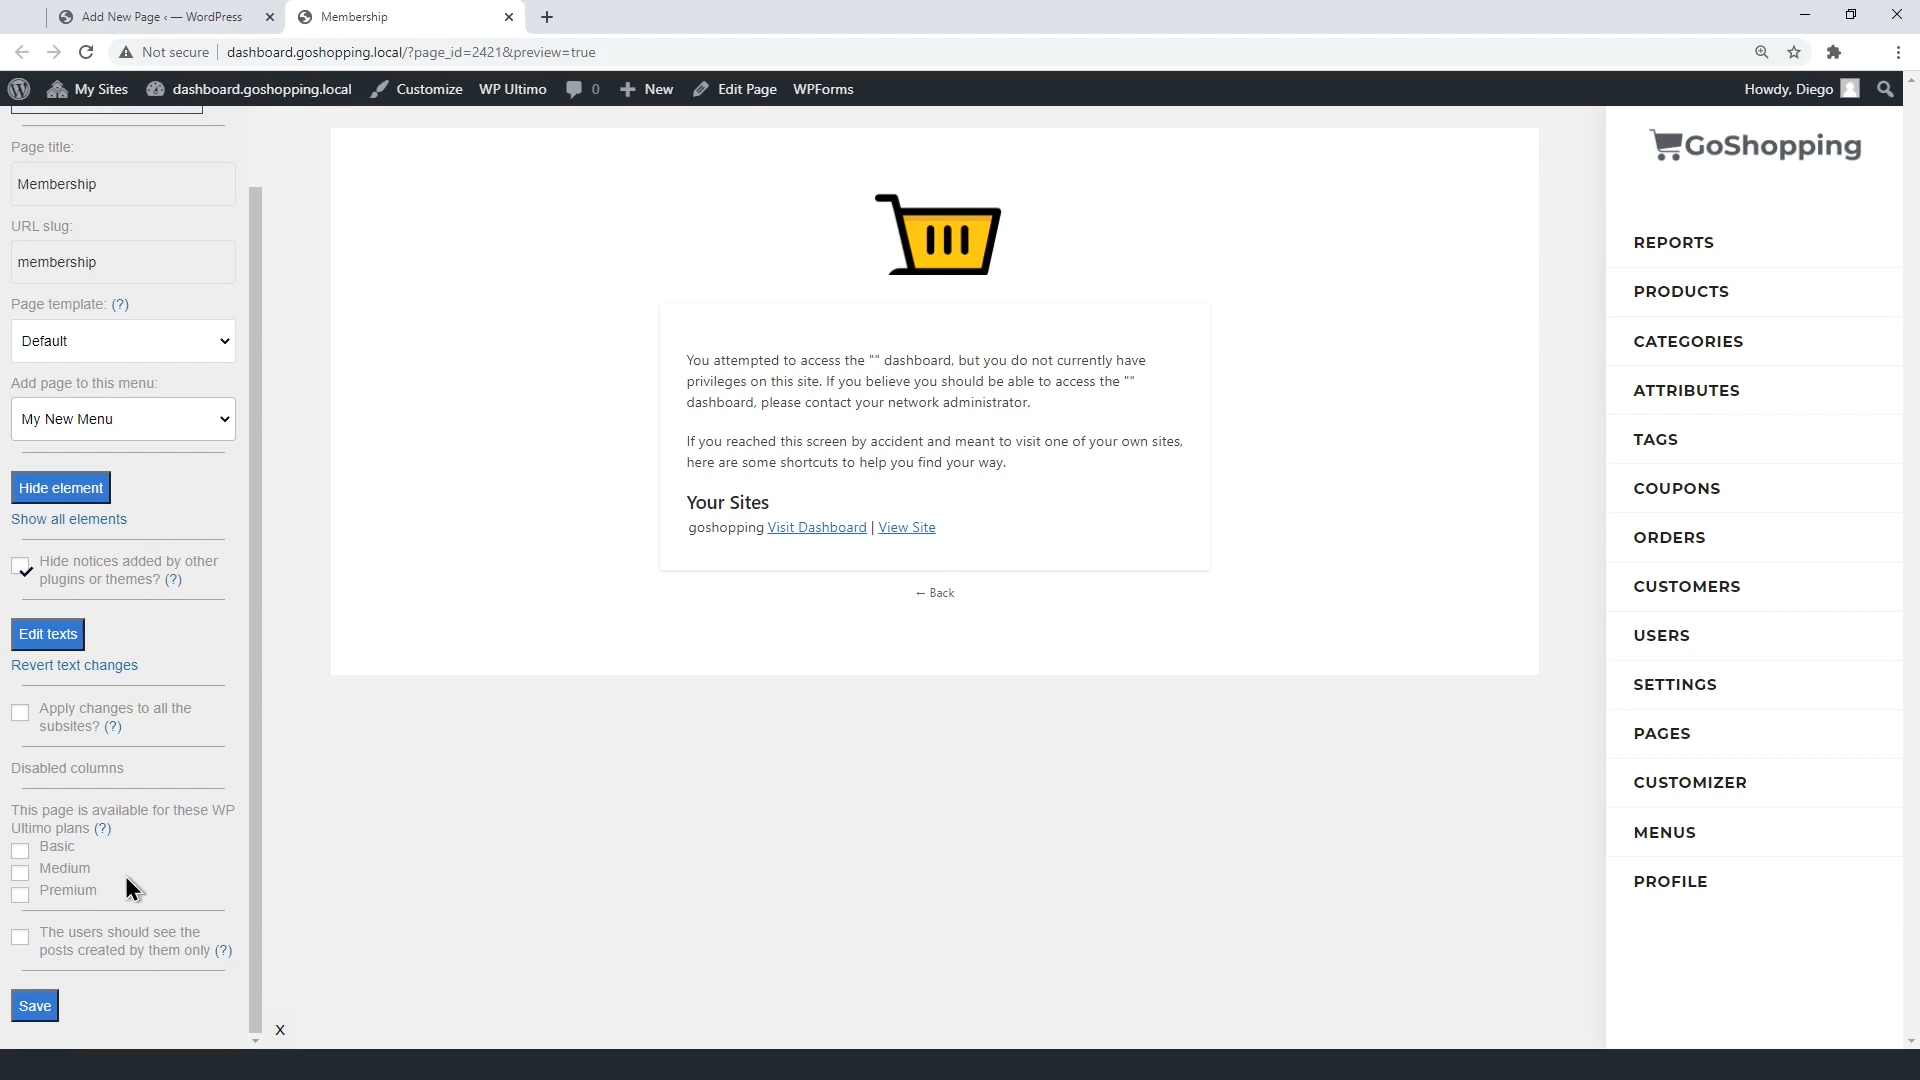 Add New Page ‹ — WordPress
Membership
Not secure
dashboard.goshopping.local/?page_id=2421&preview=true
My Sites
dashboard.goshopping.local
Customize
WP Ultimo
0
New
Edit Page
WPForms
Howdy, Diego
Page title:
Membership
URL slug:
membership
Page template: (?)
Default
Add page to this menu:
My New Menu
Hide element
Show all elements
Hide notices added by other
plugins or themes? (?)
Edit texts
Revert text changes
Apply changes to all the
subsites? (?)
Disabled columns
This page is available for these WP
Ultimo plans (?)
Basic
Medium
Premium
The users should see the
posts created by them only (?)
Save
X
You attempted to access the "" dashboard, but you do not currently have
privileges on this site. If you believe you should be able to access the ""
dashboard, please contact your network administrator.
If you reached this screen by accident and meant to visit one of your own sites,
here are some shortcuts to help you find your way.
Your Sites
goshopping Visit Dashboard | View Site
← Back
GoShopping
REPORTS
PRODUCTS
CATEGORIES
ATTRIBUTES
TAGS
COUPONS
ORDERS
CUSTOMERS
USERS
SETTINGS
PAGES
CUSTOMIZER
MENUS
PROFILE